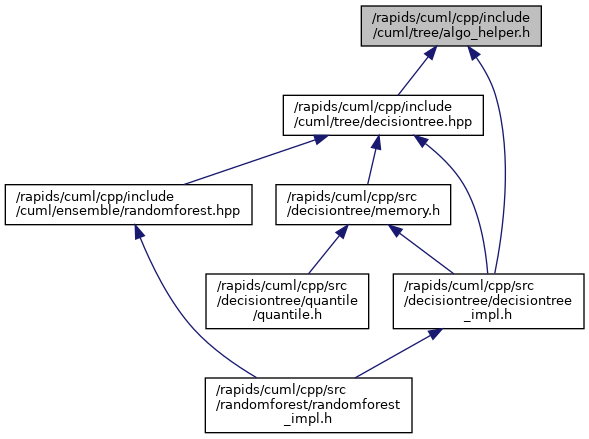 /rapids/cuml/cpp/include
/cuml/tree/algo_helper.h
/rapids/cuml/cpp/include
/cuml/tree/decisiontree.hpp
/rapids/cuml/cpp/include
/cuml/ensemble/randomforest.hpp
/rapids/cuml/cpp/src
/decisiontree/memory.h
/rapids/cuml/cpp/src
/decisiontree/quantile
/quantile.h
/rapids/cuml/cpp/src
/decisiontree/decisiontree
_impl.h
/rapids/cuml/cpp/src
/randomforest/randomforest
_impl.h